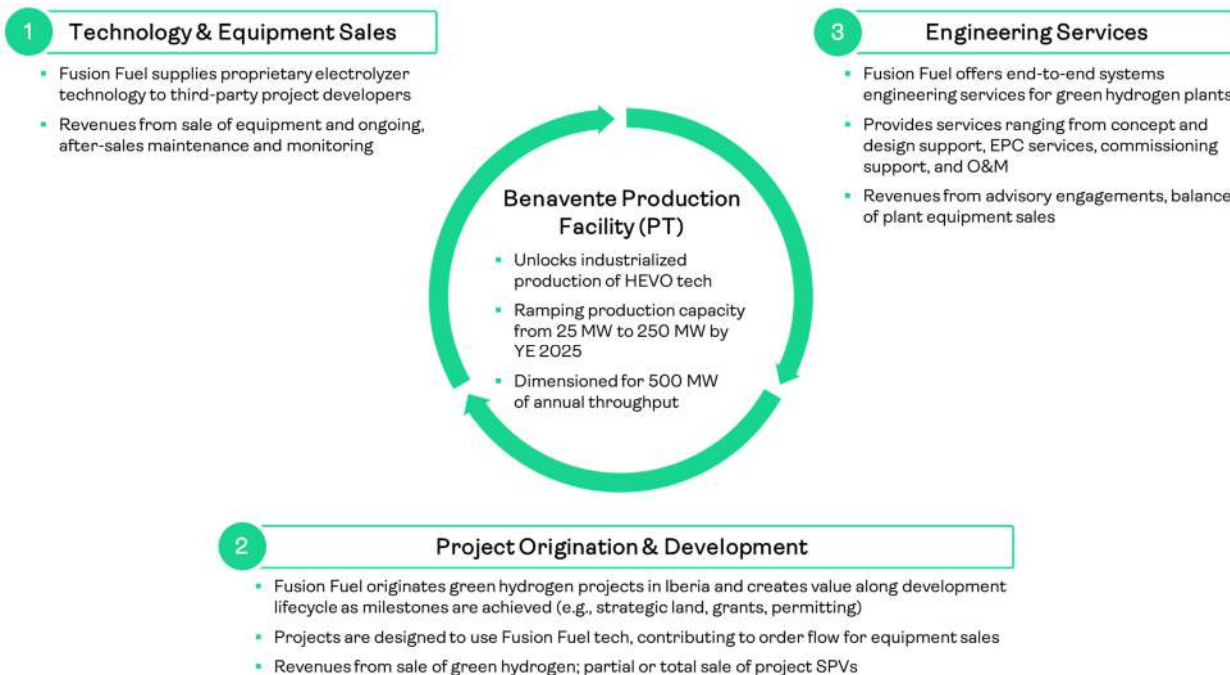 1
Technology & Equipment Sales
▪ Fusion Fuel supplies proprietary electrolyzer
technology to third-party project developers
▪ Revenues from sale of equipment and ongoing,
after-sales maintenance and monitoring
3
Engineering Services
▪ Fusion Fuel offers end-to-end systems
engineering services for green hydrogen plants
▪ Provides services ranging from concept and
design support, EPC services, commissioning
support, and O&M
▪ Revenues from advisory engagements, balance
of plant equipment sales
Benavente Production
Facility (PT)
▪ Unlocks industrialized
production of HEVO tech
▪ Ramping production capacity
from 25 MW to 250 MW by
YE 2025
▪ Dimensioned for 500 MW
of annual throughput
2
Project Origination & Development
▪ Fusion Fuel originates green hydrogen projects in Iberia and creates value along development
lifecycle as milestones are achieved (e.g., strategic land, grants, permitting)
▪ Projects are designed to use Fusion Fuel tech, contributing to order flow for equipment sales
▪ Revenues from sale of green hydrogen; partial or total sale of project SPVs